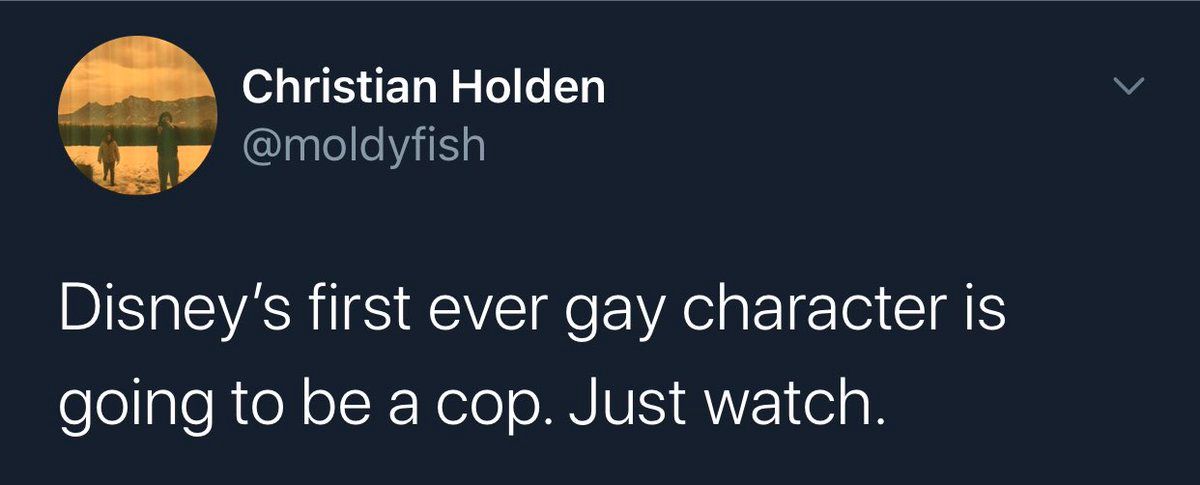 Christian Holden
@moldyfish
Disney’s first ever gay character is
going to be a cop. Just watch.